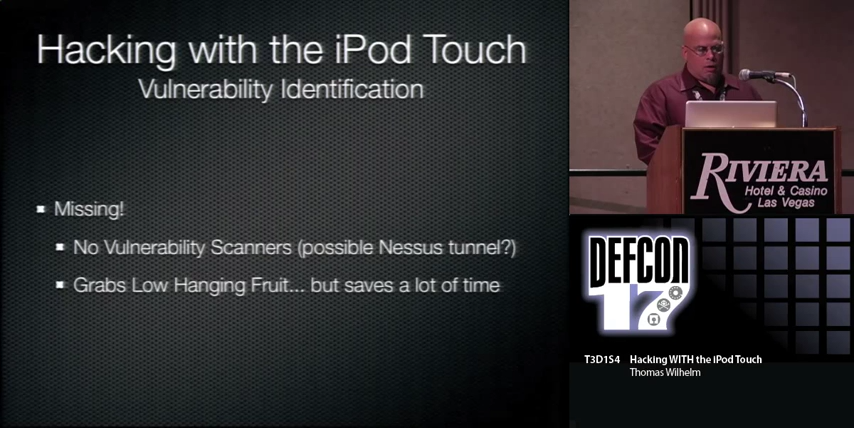 Hacking with the iPod Touch
Vulnerability Identification
Missing!
No Vulnerability Scanners (possible Nessus tunnel?)
Grabs Low Hanging Fruit... but saves a lot of time
RIVIERA
Hotel & Casino
Las Vegas
DEFCON
17
T3D1S4 Hacking WITH the iPod Touch
Thomas Wilhelm